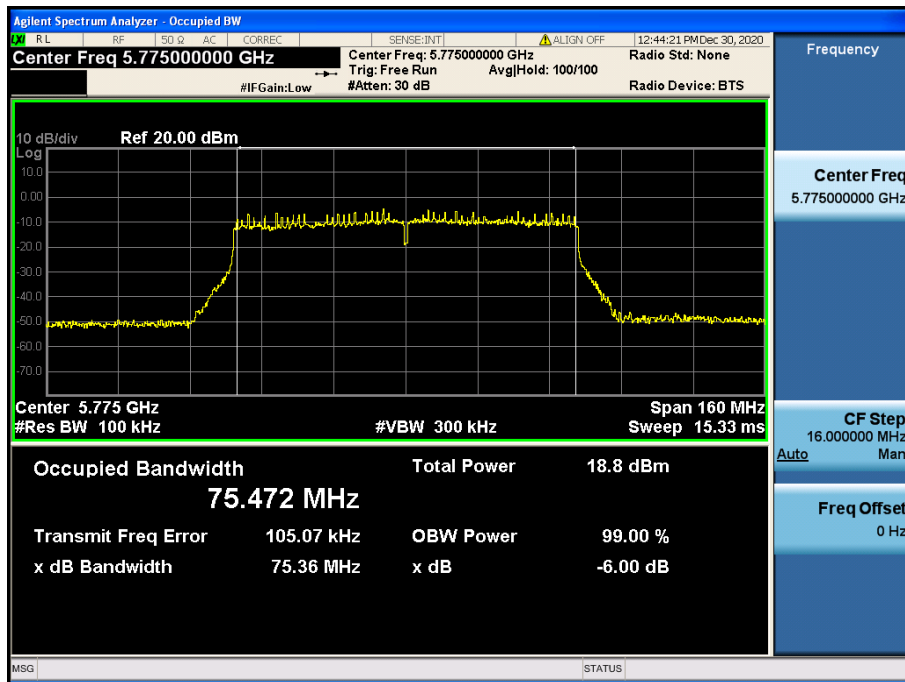 Agilent Spectrum Analyzer - Occupied BW
LXI RL RF 50 Ω AC CORREC SENSE:INT ALIGN OFF 12:44:21 PM Dec 30, 2020
Center Freq 5.775000000 GHz
Center Freq: 5.775000000 GHz
Radio Std: None
Trig: Free Run Avg|Hold: 100/100
#IFGain:Low
#Atten: 30 dB
Radio Device: BTS
10 dB/div
Ref 20.00 dBm
Log
10.0
0.00
-10.0
-20.0
-30.0
-40.0
-50.0
-60.0
-70.0
Center 5.775 GHz
Span 160 MHz
#Res BW 100 kHz
#VBW 300 kHz
Sweep 15.33 ms
Occupied Bandwidth
75.472 MHz
Total Power 18.8 dBm
Transmit Freq Error 105.07 kHz
OBW Power 99.00 %
x dB Bandwidth 75.36 MHz
x dB -6.00 dB
Frequency
Center Freq
5.775000000 GHz
CF Step
16.000000 MHz
Auto Man
Freq Offset
0 Hz
MSG
STATUS